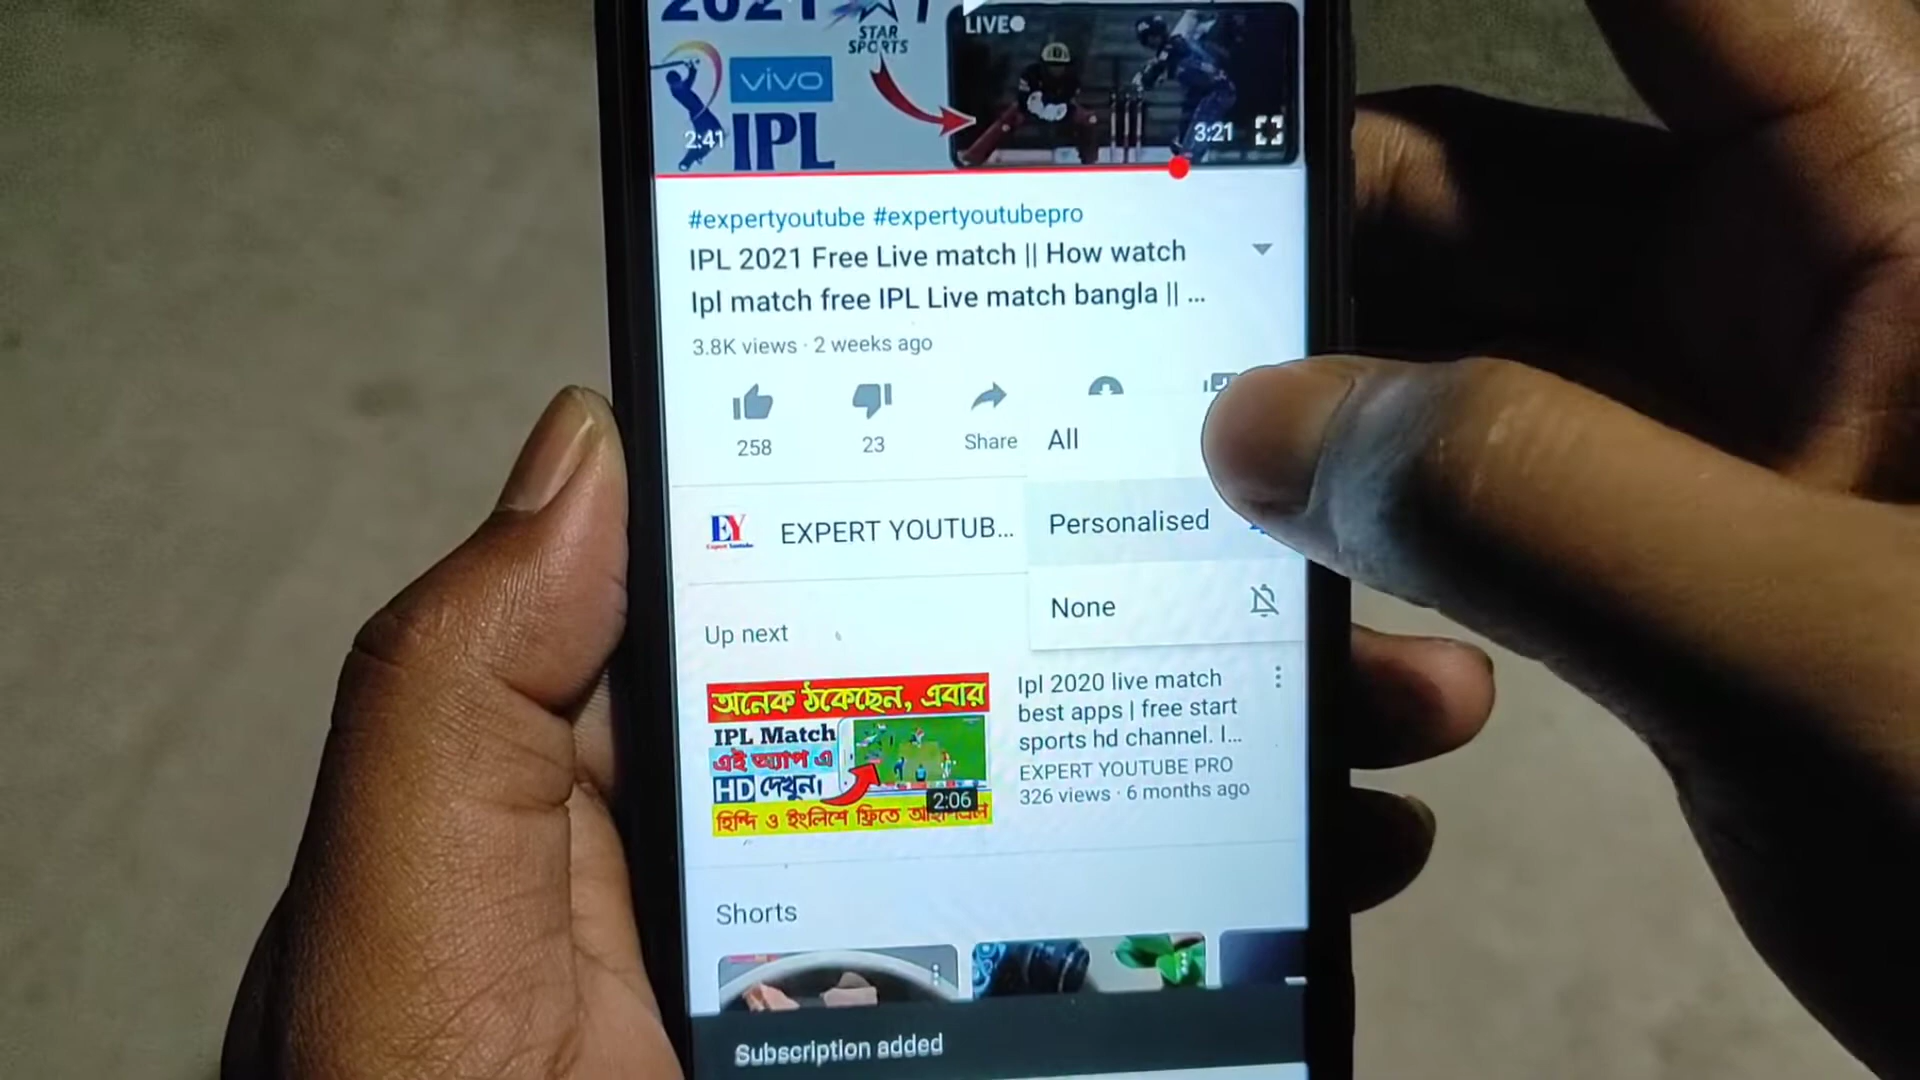 2021
STAR
SPORTS
LIVE
vivo
IPL
2:41
3:21
#expertyoutube #expertyoutubepro
IPL 2021 Free Live match || How watch
Ipl match free IPL Live match bangla || ...
3.8K views · 2 weeks ago
258
23
Share
All
EY
EXPERT YOUTUB...
Personalised
None
Up next
অনেক ঠকেছেন, এবার
IPL Match
এই অ্যাপ এ
HD দেখুন।
হিন্দি ও ইংলিশে ফ্রিতে
2:06
Ipl 2020 live match
best apps | free start
sports hd channel. I...
EXPERT YOUTUBE PRO
326 views · 6 months ago
Shorts
Subscription added